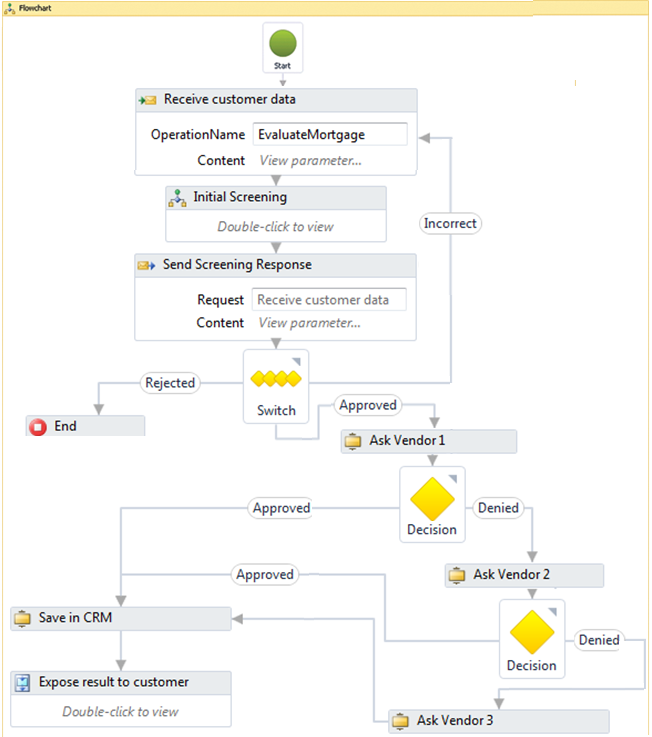 Flowchart
Start
Receive customer data
OperationName EvaluateMortgage
Content View parameter...
Incorrect
Initial Screening
Double-click to view
Send Screening Response
Request Receive customer data
Content View parameter...
Rejected
Switch
Approved
End
Ask Vendor 1
Approved
Decision
Denied
Approved
Ask Vendor 2
Save in CRM
Decision
Denied
Expose result to customer
Double-click to view
Ask Vendor 3